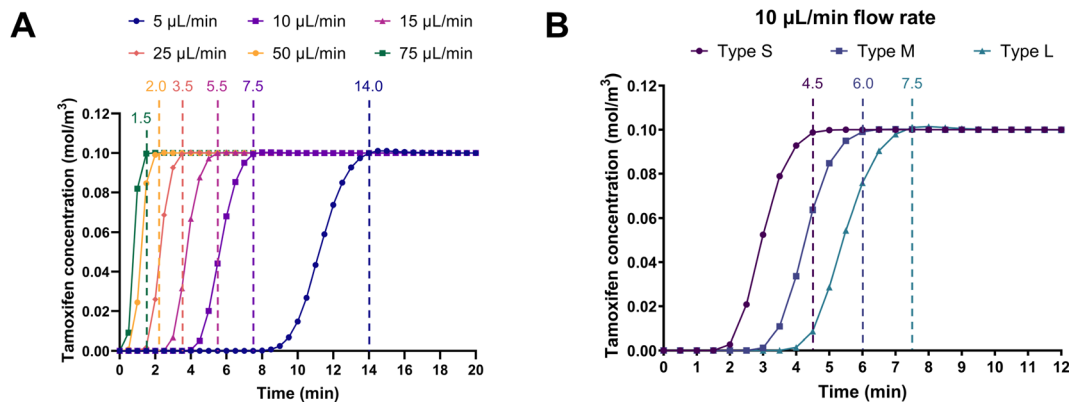 A
5 μL/min 10 μL/min 15 μL/min
25 μL/min 50 μL/min 75 μL/min
1.5 2.0 3.5 5.5 7.5 14.0
Tamoxifen concentration (mol/m³)
0.12
0.10
0.08
0.06
0.04
0.02
0.00
0 2 4 6 8 10 12 14 16 18 20
Time (min)
B
10 μL/min flow rate
Type S Type M Type L
4.5 6.0 7.5
Tamoxifen concentration (mol/m³)
0.12
0.10
0.08
0.06
0.04
0.02
0.00
0 1 2 3 4 5 6 7 8 9 10 11 12
Time (min)